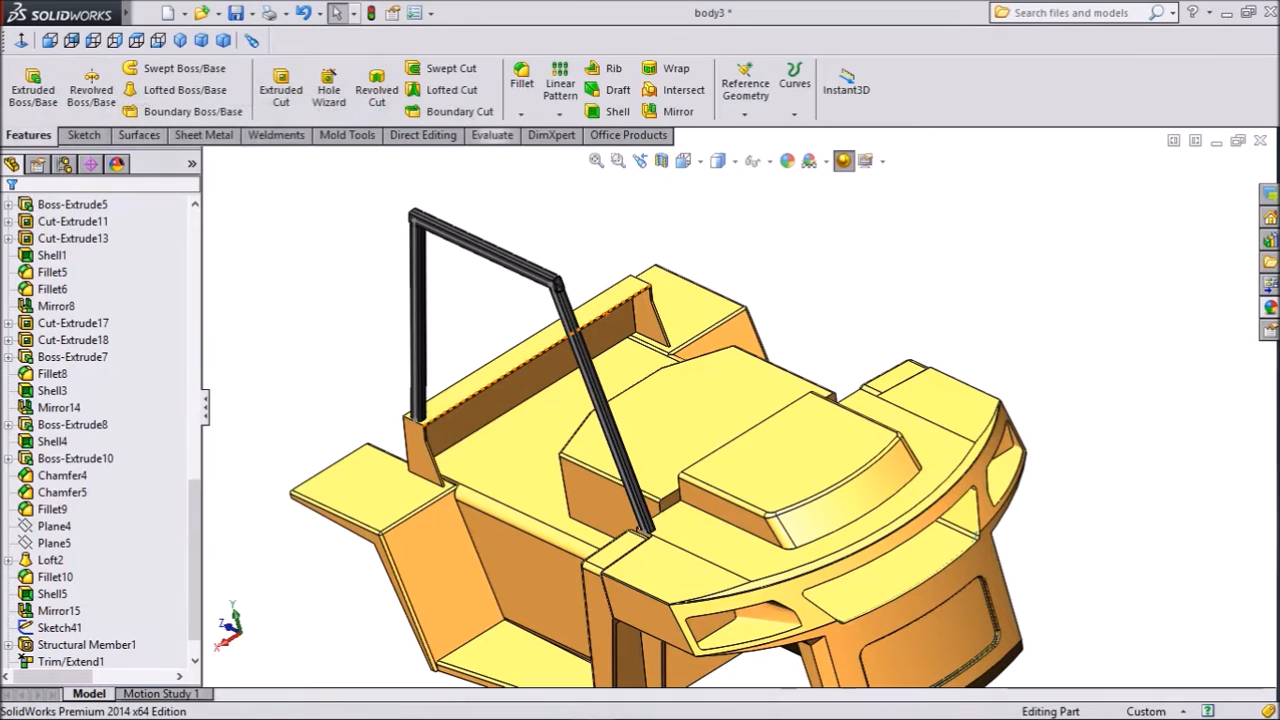 SOLIDWORKS
body3 *
Search files and models
Extruded Boss/Base
Revolved Boss/Base
Swept Boss/Base
Lofted Boss/Base
Boundary Boss/Base
Extruded Cut
Hole Wizard
Revolved Cut
Swept Cut
Lofted Cut
Boundary Cut
Fillet
Linear Pattern
Rib
Draft
Shell
Wrap
Intersect
Mirror
Reference Geometry
Curves
Instant3D
Features
Sketch
Surfaces
Sheet Metal
Weldments
Mold Tools
Direct Editing
Evaluate
DimXpert
Office Products
Boss-Extrude5
Cut-Extrude11
Cut-Extrude13
Shell1
Fillet5
Fillet6
Mirror8
Cut-Extrude17
Cut-Extrude18
Boss-Extrude7
Fillet8
Shell3
Mirror14
Boss-Extrude8
Shell4
Boss-Extrude10
Chamfer4
Chamfer5
Fillet9
Plane4
Plane5
Loft2
Fillet10
Shell5
Mirror15
Sketch41
Structural Member1
Trim/Extend1
Y
Z
X
Model
Motion Study 1
SolidWorks Premium 2014 x64 Edition
Editing Part
Custom